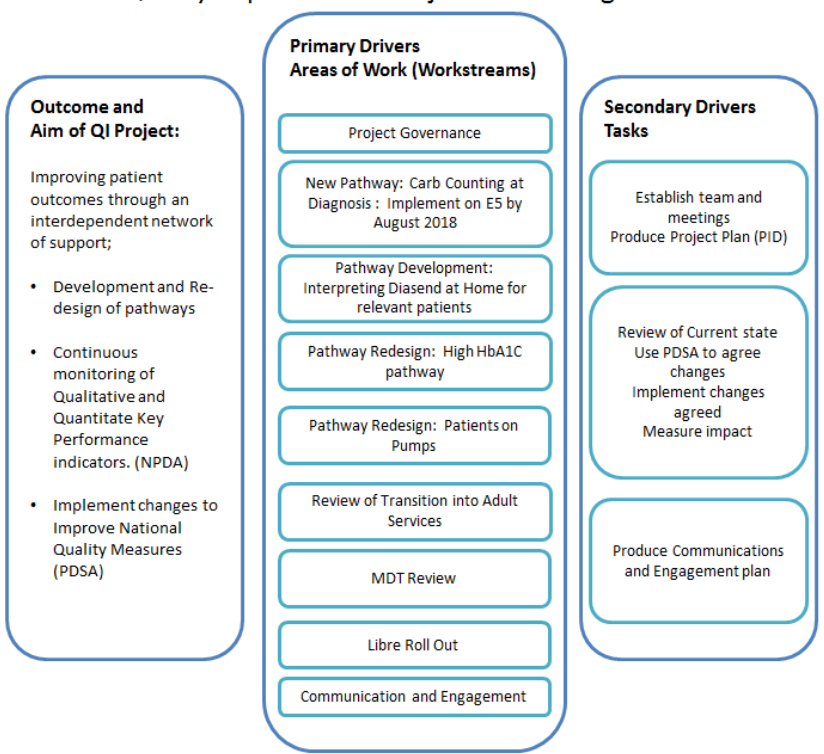 Primary Drivers
Areas of Work (Workstreams)
Outcome and
Aim of QI Project:
Improving patient
outcomes through an
interdependent network
of support;
• Development and Re-
design of pathways
• Continuous
monitoring of
Qualitative and
Quantitate Key
Performance
indicators. (NPDA)
• Implement changes to
Improve National
Quality Measures
(PDSA)
Project Governance
New Pathway: Carb Counting at
Diagnosis : Implement on E5 by
August 2018
Pathway Development:
Interpreting Diasend at Home for
relevant patients
Pathway Redesign: High HbA1C
pathway
Pathway Redesign: Patients on
Pumps
Review of Transition into Adult
Services
MDT Review
Libre Roll Out
Communication and Engagement
Secondary Drivers
Tasks
Establish team and
meetings
Produce Project Plan (PID)
Review of Current state
Use PDSA to agree
changes
Implement changes
agreed
Measure impact
Produce Communications
and Engagement plan